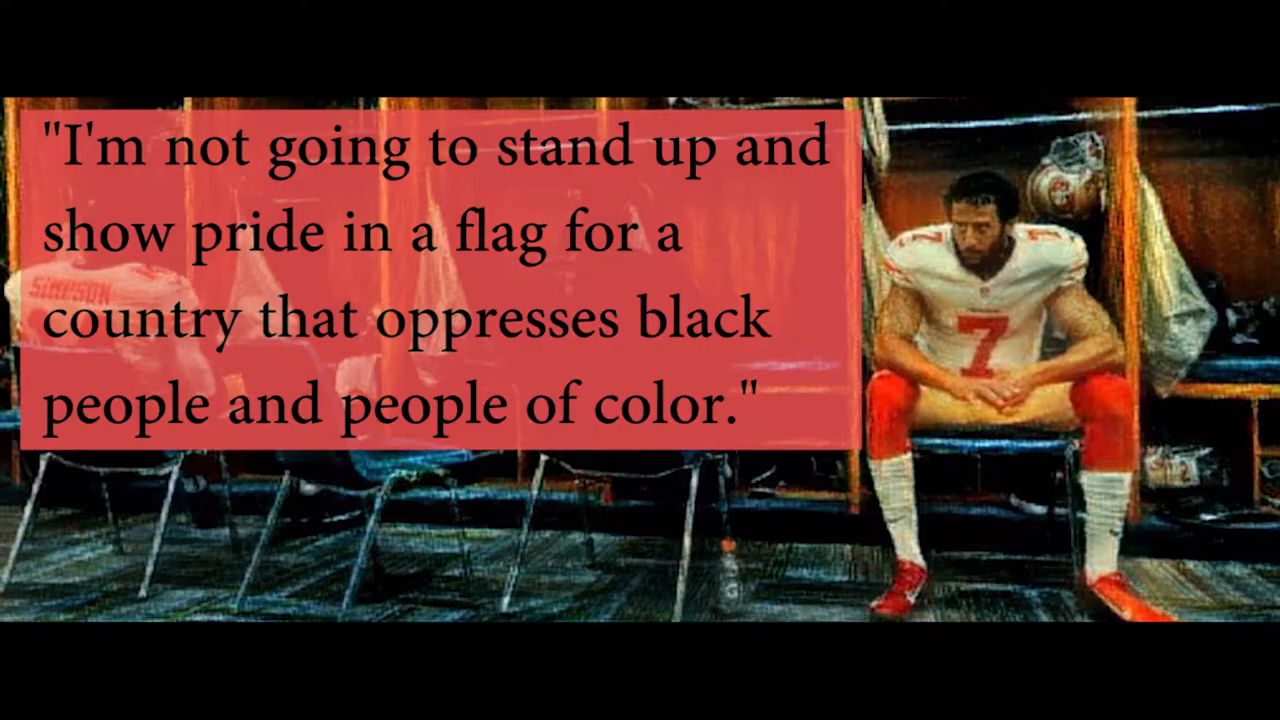 "I'm not going to stand up and
show pride in a flag for a
country that oppresses black
people and people of color."
SIMPSON
7
7